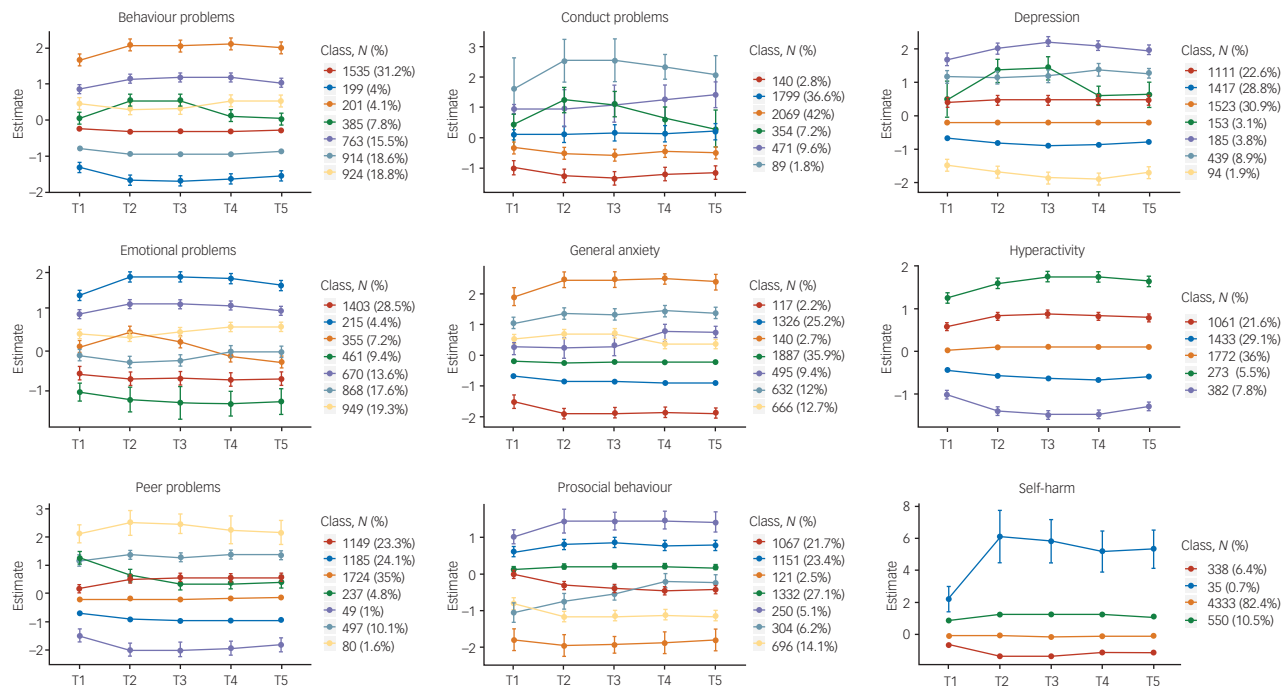 Behaviour problems
Estimate
2
1
0
−1
−2
T1 T2 T3 T4 T5
Class, N (%)
1535 (31.2%)
199 (4%)
201 (4.1%)
385 (7.8%)
763 (15.5%)
914 (18.6%)
924 (18.8%)
Conduct problems
Estimate
3
2
1
0
−1
T1 T2 T3 T4 T5
Class, N (%)
140 (2.8%)
1799 (36.6%)
2069 (42%)
354 (7.2%)
471 (9.6%)
89 (1.8%)
Depression
Estimate
2
1
0
−1
−2
T1 T2 T3 T4 T5
Class, N (%)
1111 (22.6%)
1417 (28.8%)
1523 (30.9%)
153 (3.1%)
185 (3.8%)
439 (8.9%)
94 (1.9%)
Emotional problems
Estimate
2
1
0
−1
T1 T2 T3 T4 T5
Class, N (%)
1403 (28.5%)
215 (4.4%)
355 (7.2%)
461 (9.4%)
670 (13.6%)
868 (17.6%)
949 (19.3%)
General anxiety
Estimate
2
1
0
−1
−2
T1 T2 T3 T4 T5
Class, N (%)
117 (2.2%)
1326 (25.2%)
140 (2.7%)
1887 (35.9%)
495 (9.4%)
632 (12%)
666 (12.7%)
Hyperactivity
Estimate
2
1
0
−1
T1 T2 T3 T4 T5
Class, N (%)
1061 (21.6%)
1433 (29.1%)
1772 (36%)
273 (5.5%)
382 (7.8%)
Peer problems
Estimate
3
2
1
0
−1
−2
T1 T2 T3 T4 T5
Class, N (%)
1149 (23.3%)
1185 (24.1%)
1724 (35%)
237 (4.8%)
49 (1%)
497 (10.1%)
80 (1.6%)
Prosocial behaviour
Estimate
2
1
0
−1
−2
T1 T2 T3 T4 T5
Class, N (%)
1067 (21.7%)
1151 (23.4%)
121 (2.5%)
1332 (27.1%)
250 (5.1%)
304 (6.2%)
696 (14.1%)
Self-harm
Estimate
8
6
4
2
0
T1 T2 T3 T4 T5
Class, N (%)
338 (6.4%)
35 (0.7%)
4333 (82.4%)
550 (10.5%)